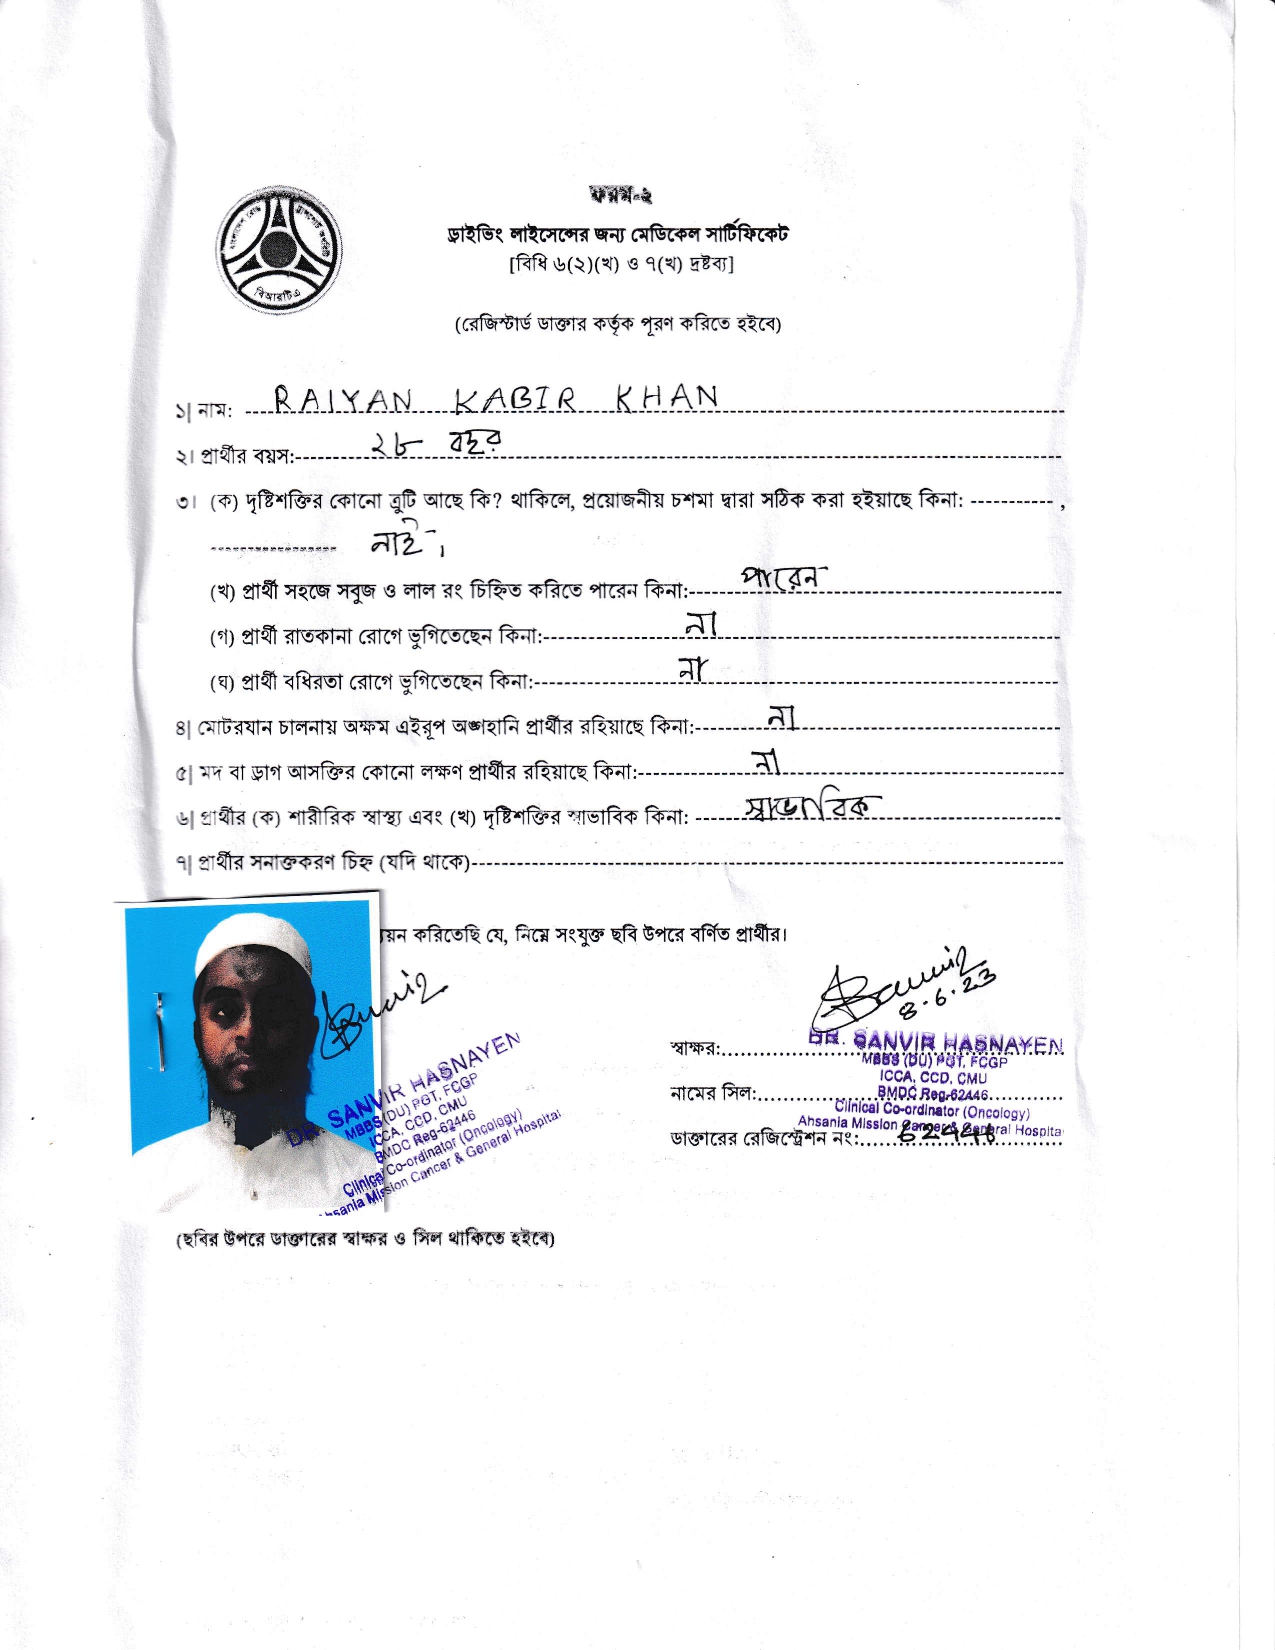 ফরম-২
ড্রাইভিং লাইসেন্সের জন্য মেডিকেল সার্টিফিকেট
[বিধি ৬(২)(খ) ও ৭(খ) দ্রষ্টব্য]
বিআরটিএ
(রেজিস্টার্ড ডাক্তার কর্তৃক পূরণ করিতে হইবে)
১| নাম: RAIYAN KABIR KHAN
২। প্রার্থীর বয়স: ২৮ বছর
৩। (ক) দৃষ্টিশক্তির কোনো ত্রুটি আছে কি? থাকিলে, প্রয়োজনীয় চশমা দ্বারা সঠিক করা হইয়াছে কিনা: ----------- ,
----------------- নাই।
(খ) প্রার্থী সহজে সবুজ ও লাল রং চিহ্নিত করিতে পারেন কিনা: পারেন
(গ) প্রার্থী রাতকানা রোগে ভুগিতেছেন কিনা: না
(ঘ) প্রার্থী বধিরতা রোগে ভুগিতেছেন কিনা: না
৪| মোটরযান চালনায় অক্ষম এইরূপ অঙ্গহানি প্রার্থীর রহিয়াছে কিনা: না
৫| মদ বা ড্রাগ আসক্তির কোনো লক্ষণ প্রার্থীর রহিয়াছে কিনা: না
৬| প্রার্থীর (ক) শারীরিক স্বাস্থ্য এবং (খ) দৃষ্টিশক্তির স্বাভাবিক কিনা: স্বাভাবিক
৭| প্রার্থীর সনাক্তকরণ চিহ্ন (যদি থাকে)
য়ন করিতেছি যে, নিম্নে সংযুক্ত ছবি উপরে বর্ণিত প্রার্থীর।
8.6.23
স্বাক্ষর: DR. SANVIR HASNAYEN
MBBS (DU) PGT, FCGP
ICCA, CCD, CMU
নামের সিল: BMDC Reg-62446
Clinical Co-ordinator (Oncology)
Ahsania Mission Cancer & General Hospita
ডাক্তারের রেজিস্ট্রেশন নং: 62446
DR. SANVIR HASNAYEN
MBBS (DU) PGT, FCGP
ICCA, CCD, CMU
BMDC Reg-62446
Clinical Co-ordinator (Oncology)
hsania Mission Cancer & General Hospital
(ছবির উপরে ডাক্তারের স্বাক্ষর ও সিল থাকিতে হইবে)